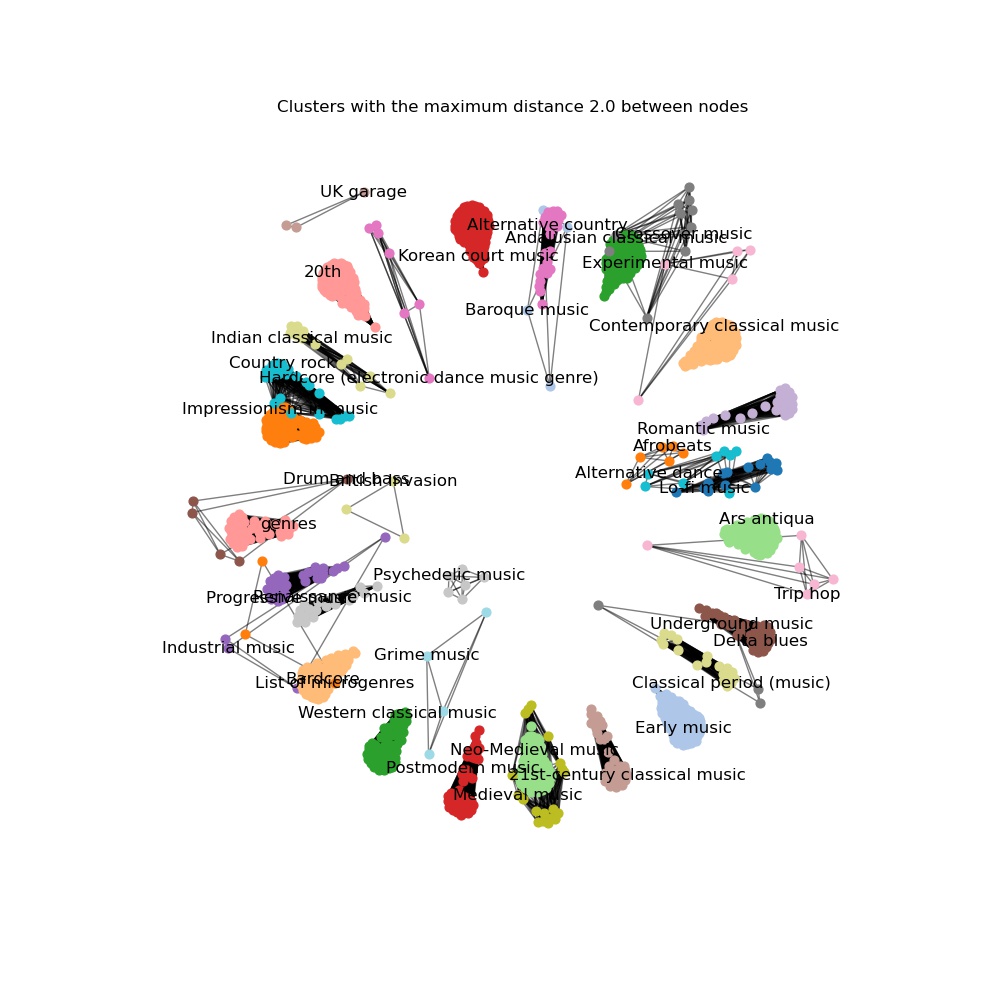 Clusters with the maximum distance 2.0 between nodes
UK garage
Alternative country
Crossover music
Andalusian classical music
Korean court music
Experimental music
20th
Baroque music
Contemporary classical music
Indian classical music
Country rock
Hardcore (electronic dance music genre)
Impressionism in music
Romantic music
Afrobeats
Alternative dance
Drum and bass
British invasion
Lo-fi music
Ars antiqua
genres
Psychedelic music
Trip hop
Progressive music
Renaissance music
Underground music
Delta blues
Industrial music
Grime music
Bardcore
List of microgenres
Classical period (music)
Western classical music
Early music
Neo-Medieval music
Postmodern music
21st-century classical music
Medieval music